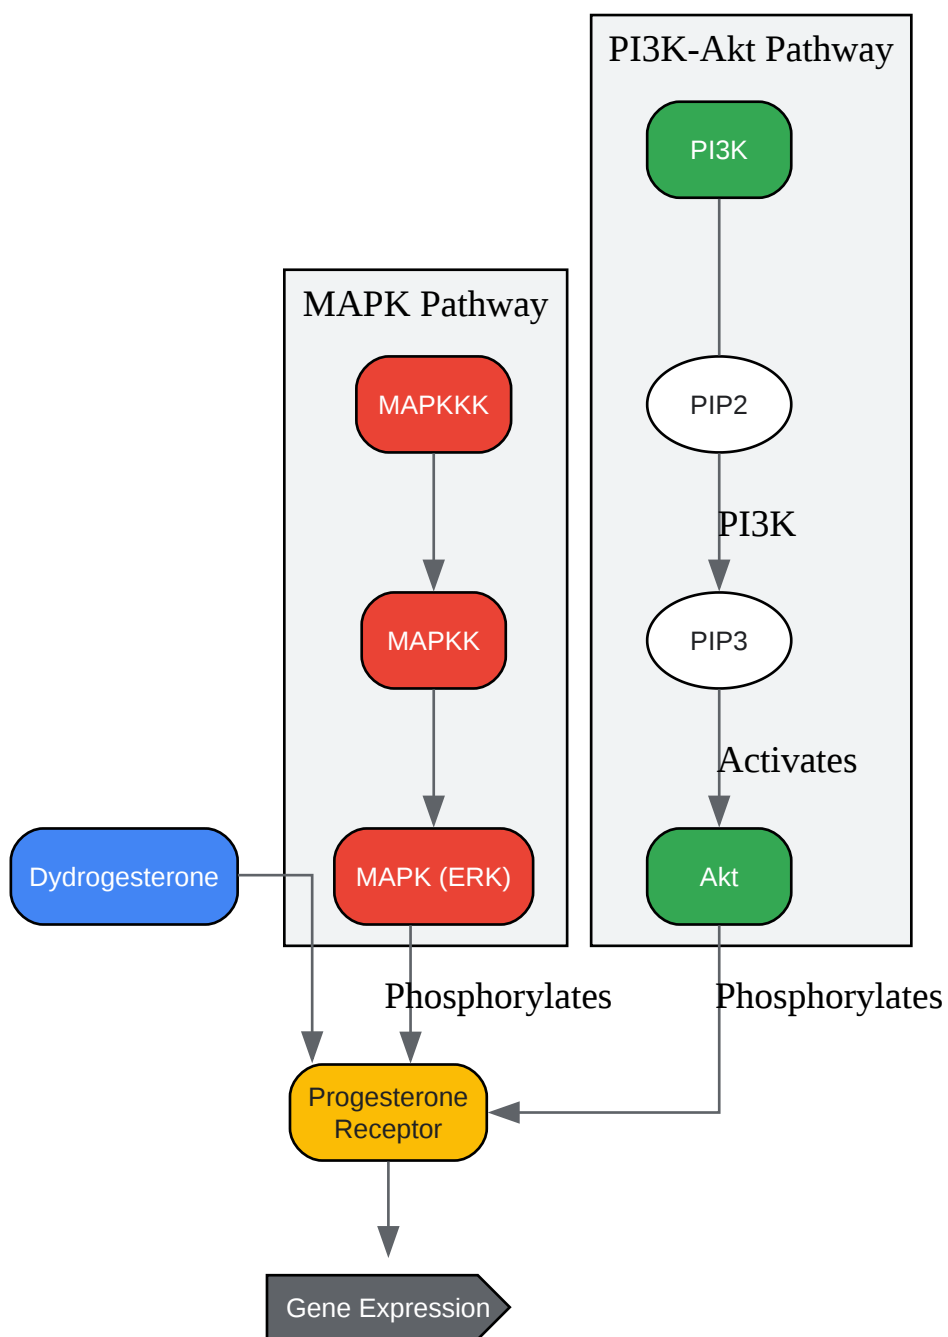 PI3K-Akt Pathway
PI3K
MAPK Pathway
MAPKKK
PIP2
PI3K
MAPKK
PIP3
Activates
Dydrogesterone
MAPK (ERK)
Akt
Phosphorylates
Phosphorylates
Progesterone
Receptor
Gene Expression